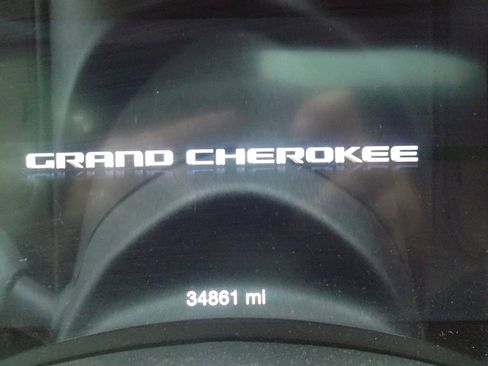 GRAND CHEROKEE
34861 mi